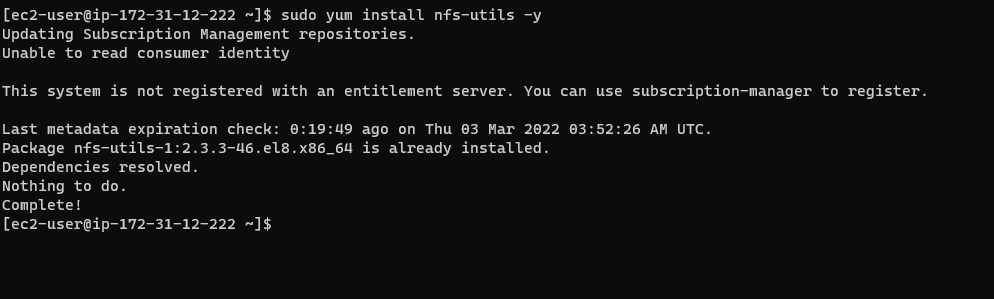 [ec2-user@ip-172-31-12-222 ~]$ sudo yum install nfs-utils -y
Updating Subscription Management repositories.
Unable to read consumer identity
This system is not registered with an entitlement server. You can use subscription-manager to register.
Last metadata expiration check: 0:19:49 ago on Thu 03 Mar 2022 03:52:26 AM UTC.
Package nfs-utils-1:2.3.3-46.el8.x86_64 is already installed.
Dependencies resolved.
Nothing to do.
Complete!
[ec2-user@ip-172-31-12-222 ~]$